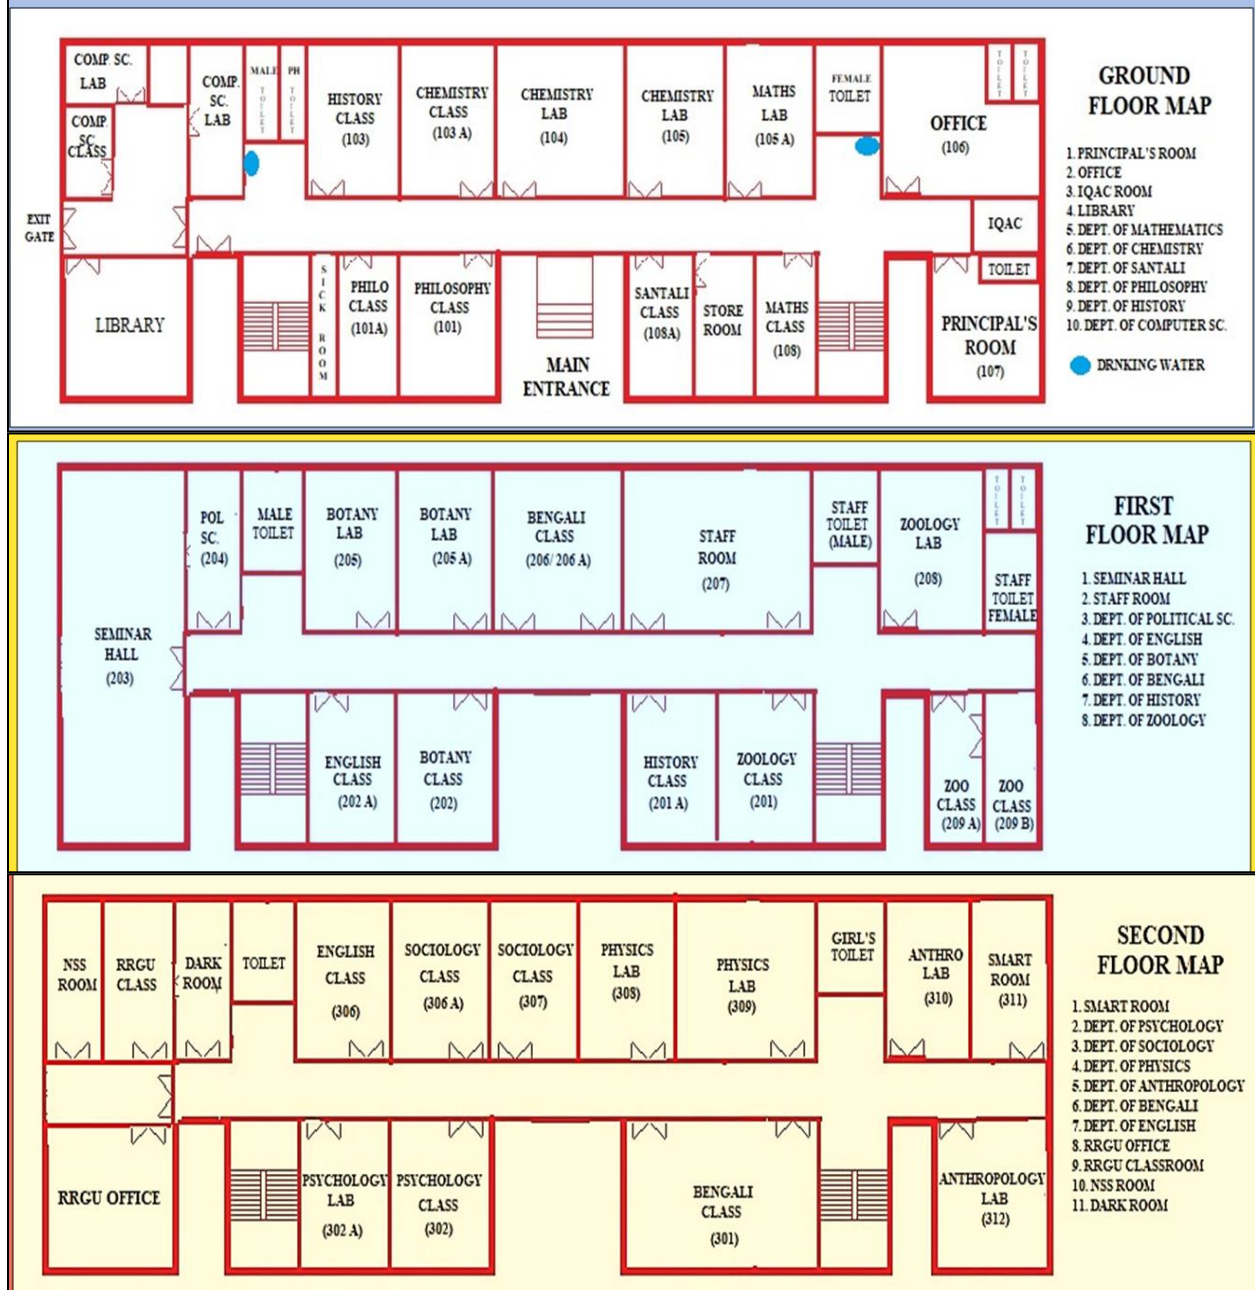 COMP. SC.
LAB
COMP.
SC.
CLASS
COMP.
SC.
LAB
MALE
TOILET
PH
TOILET
HISTORY
CLASS
(103)
CHEMISTRY
CLASS
(103 A)
CHEMISTRY
LAB
(104)
CHEMISTRY
LAB
(105)
MATHS
LAB
(105 A)
FEMALE
TOILET
OFFICE
(106)
TOILET
TOILET
EXIT
GATE
IQAC
LIBRARY
SICK ROOM
PHILO
CLASS
(101A)
PHILOSOPHY
CLASS
(101)
MAIN
ENTRANCE
SANTALI
CLASS
(108A)
STORE
ROOM
MATHS
CLASS
(108)
TOILET
PRINCIPAL'S
ROOM
(107)
GROUND
FLOOR MAP
1. PRINCIPAL'S ROOM
2. OFFICE
3. IQAC ROOM
4. LIBRARY
5. DEPT. OF MATHEMATICS
6. DEPT. OF CHEMISTRY
7. DEPT. OF SANTALI
8. DEPT. OF PHILOSOPHY
9. DEPT. OF HISTORY
10. DEPT. OF COMPUTER SC.
DRNKING WATER
SEMINAR
HALL
(203)
POL
SC.
(204)
MALE
TOILET
BOTANY
LAB
(205)
BOTANY
LAB
(205 A)
BENGALI
CLASS
(206/ 206 A)
STAFF
ROOM
(207)
STAFF
TOILET
(MALE)
ZOOLOGY
LAB
(208)
TOILET
TOILET
STAFF
TOILET
FEMALE
ENGLISH
CLASS
(202 A)
BOTANY
CLASS
(202)
HISTORY
CLASS
(201 A)
ZOOLOGY
CLASS
(201)
ZOO
CLASS
(209 A)
ZOO
CLASS
(209 B)
FIRST
FLOOR MAP
1. SEMINAR HALL
2. STAFF ROOM
3. DEPT. OF POLITICAL SC.
4. DEPT. OF ENGLISH
5. DEPT. OF BOTANY
6. DEPT. OF BENGALI
7. DEPT. OF HISTORY
8. DEPT. OF ZOOLOGY
NSS
ROOM
RRGU
CLASS
DARK
ROOM
TOILET
ENGLISH
CLASS
(306)
SOCIOLOGY
CLASS
(306 A)
SOCIOLOGY
CLASS
(307)
PHYSICS
LAB
(308)
PHYSICS
LAB
(309)
GIRL'S
TOILET
ANTHRO
LAB
(310)
SMART
ROOM
(311)
RRGU OFFICE
PSYCHOLOGY
LAB
(302 A)
PSYCHOLOGY
CLASS
(302)
BENGALI
CLASS
(301)
ANTHROPOLOGY
LAB
(312)
SECOND
FLOOR MAP
1. SMART ROOM
2. DEPT. OF PSYCHOLOGY
3. DEPT. OF SOCIOLOGY
4. DEPT. OF PHYSICS
5. DEPT. OF ANTHROPOLOGY
6. DEPT. OF BENGALI
7. DEPT. OF ENGLISH
8. RRGU OFFICE
9. RRGU CLASSROOM
10. NSS ROOM
11. DARK ROOM